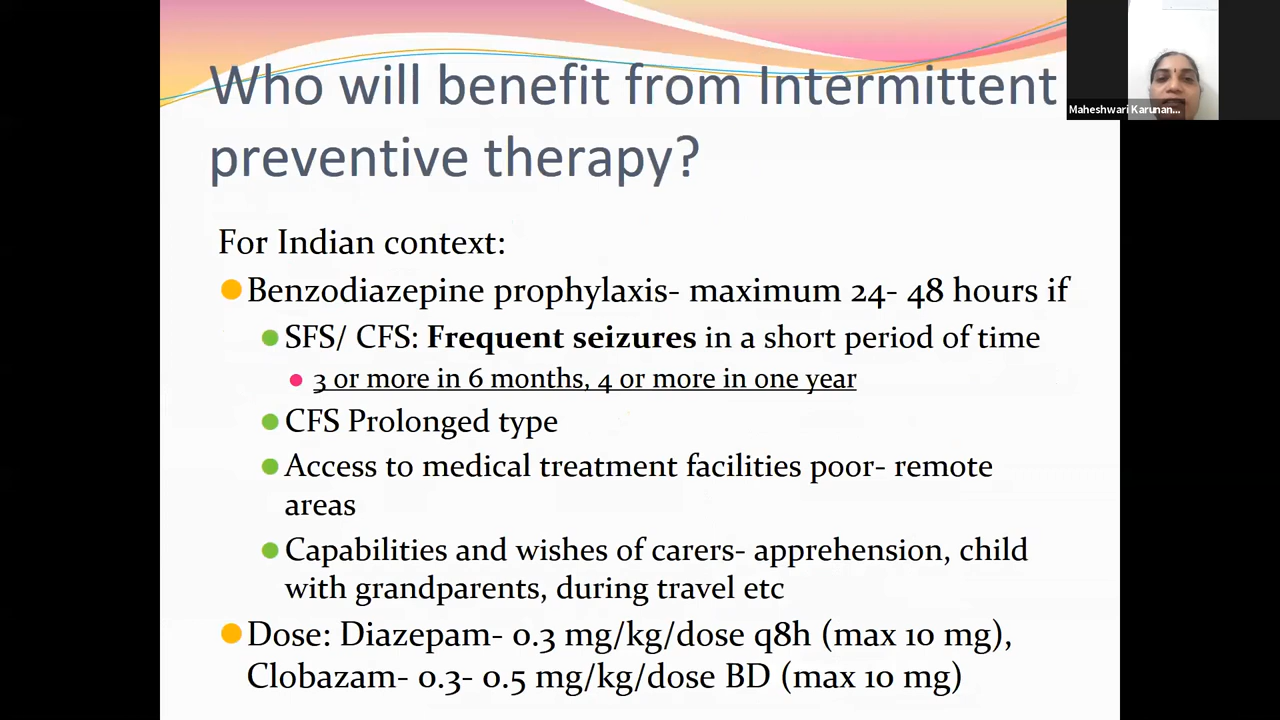 Who will benefit from Intermittent
preventive therapy?
Maheshwari Karunan...
For Indian context:
Benzodiazepine prophylaxis- maximum 24- 48 hours if
SFS/ CFS: Frequent seizures in a short period of time
3 or more in 6 months, 4 or more in one year
CFS Prolonged type
Access to medical treatment facilities poor- remote
areas
Capabilities and wishes of carers- apprehension, child
with grandparents, during travel etc
Dose: Diazepam- 0.3 mg/kg/dose q8h (max 10 mg),
Clobazam- 0.3- 0.5 mg/kg/dose BD (max 10 mg)